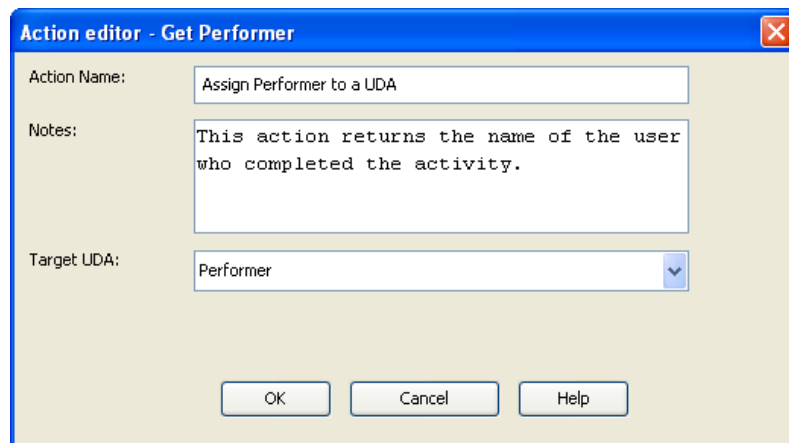 Action editor - Get Performer
Action Name:
Assign Performer to a UDA
Notes:
This action returns the name of the user
who completed the activity.
Target UDA:
Performer
OK
Cancel
Help